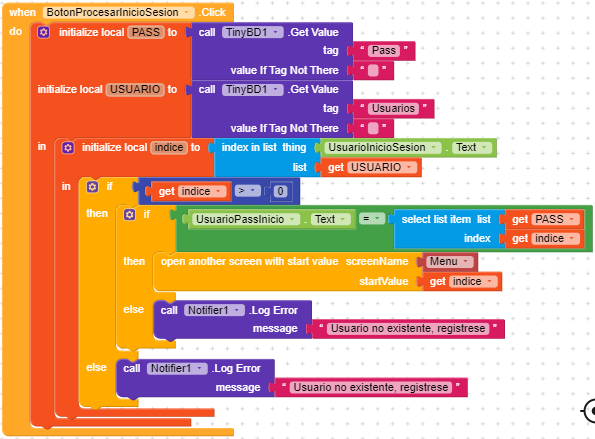 when BotonProcesarInicioSesion .Click
do initialize local PASS to call TinyBD1 .Get Value
tag " Pass "
value If Tag Not There " "
initialize local USUARIO to call TinyBD1 .Get Value
tag " Usuarios "
value If Tag Not There " "
in initialize local indice to index in list thing UsuarioInicioSesion . Text
list get USUARIO
in if get indice > 0
then if UsuarioPassInicio . Text = select list item list get PASS
index get indice
then open another screen with start value screenName Menu
startValue get indice
else call Notifier1 .Log Error
message " Usuario no existente, registrese "
else call Notifier1 .Log Error
message " Usuario no existente, registrese "